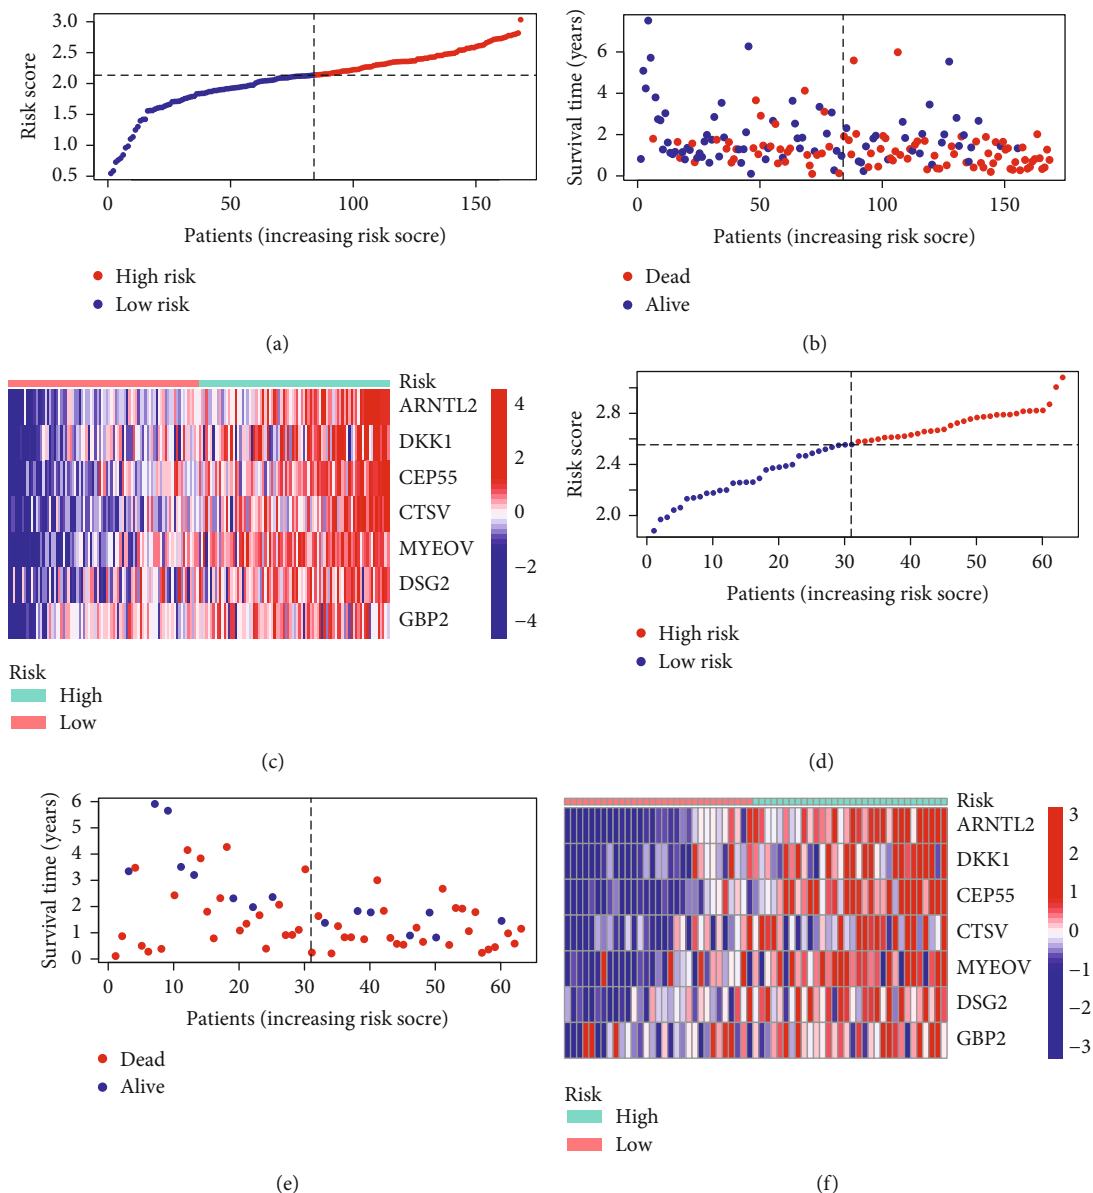 3.0
2.5
2.0
1.5
1.0
0.5
Risk score
0
50
100
150
Patients (increasing risk socre)
High risk
Low risk
(a)
6
4
2
0
Survival time (years)
0
50
100
150
Patients (increasing risk socre)
Dead
Alive
(b)
Risk
ARNTL2
DKK1
CEP55
CTSV
MYEOV
DSG2
GBP2
4
2
0
−2
−4
Risk
High
Low
(c)
2.8
2.4
2.0
Risk score
0
10
20
30
40
50
60
Patients (increasing risk socre)
High risk
Low risk
(d)
6
5
4
3
2
1
0
Survival time (years)
0
10
20
30
40
50
60
Patients (increasing risk socre)
Dead
Alive
(e)
Risk
ARNTL2
DKK1
CEP55
CTSV
MYEOV
DSG2
GBP2
3
2
1
0
−1
−2
−3
Risk
High
Low
(f)